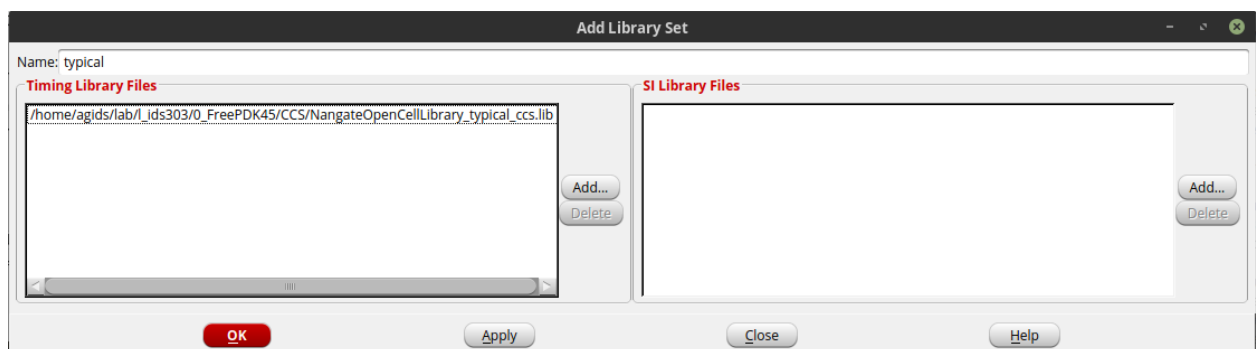 Add Library Set
Name: typical
Timing Library Files
SI Library Files
/home/agids/lab/l_ids303/0_FreePDK45/CCS/NangateOpenCellLibrary_typical_ccs.lib
Add...
Delete
Add...
Delete
OK
Apply
Close
Help